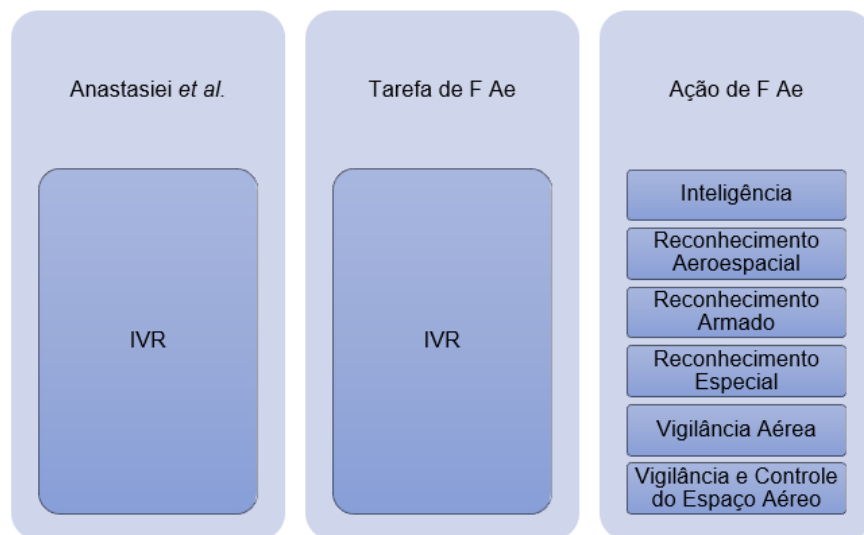 Anastasiei et al.
Tarefa de F Ae
Ação de F Ae
IVR
IVR
Inteligência
Reconhecimento
Aeroespacial
Reconhecimento
Armado
Reconhecimento
Especial
Vigilância Aérea
Vigilância e Controle
do Espaço Aéreo